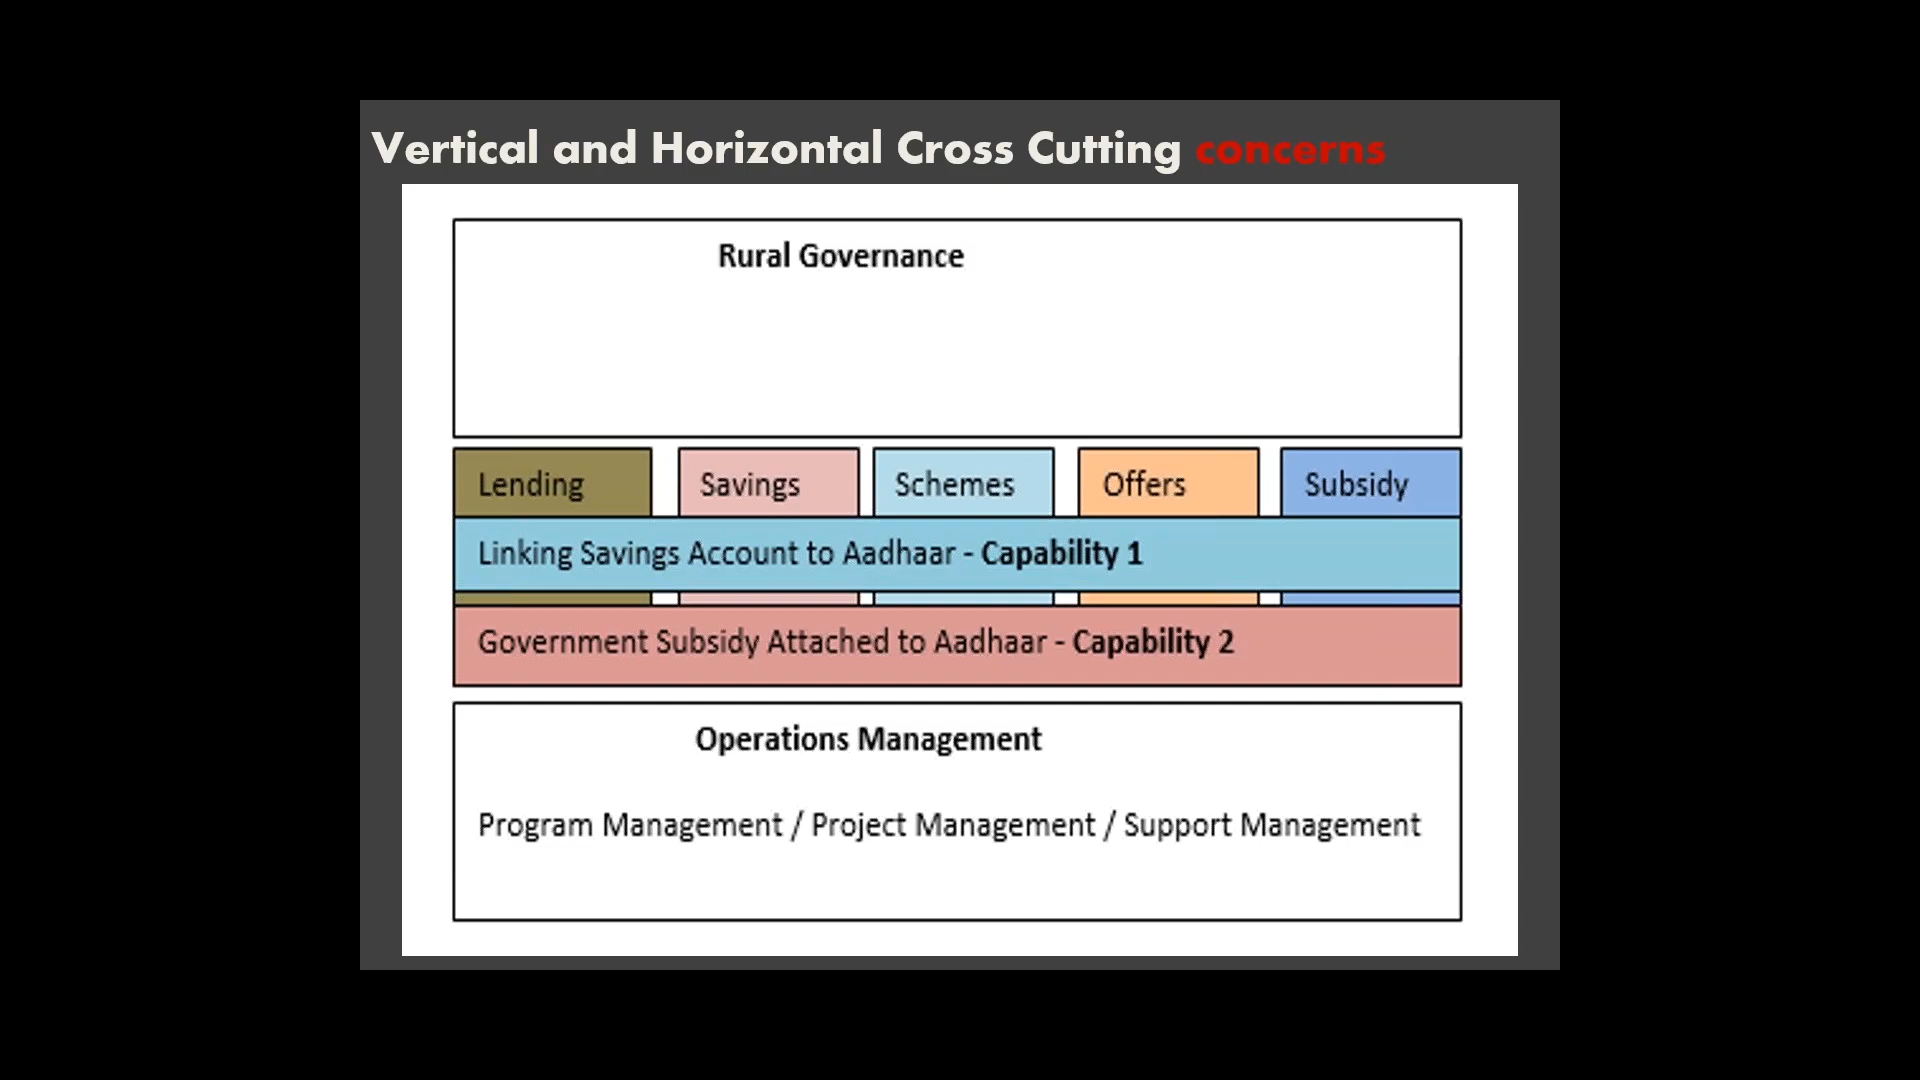 Vertical and Horizontal Cross Cutting concerns
Rural Governance
Lending Savings Schemes Offers Subsidy
Linking Savings Account to Aadhaar - Capability 1
Government Subsidy Attached to Aadhaar - Capability 2
Operations Management
Program Management / Project Management / Support Management